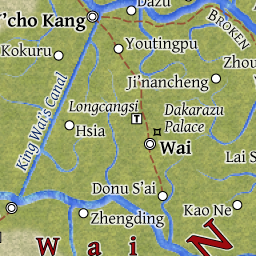 Dazu
Y'cho Kang
BROKEN
Youtingpu
Kokuru
Ji'nancheng
Zhou
King Wai's Canal
Longcangsi
T
Dakarazu
Palace
Hsia
Wai
Lai S
Donu S'ai
Kao Ne
Zhengding
W a i N